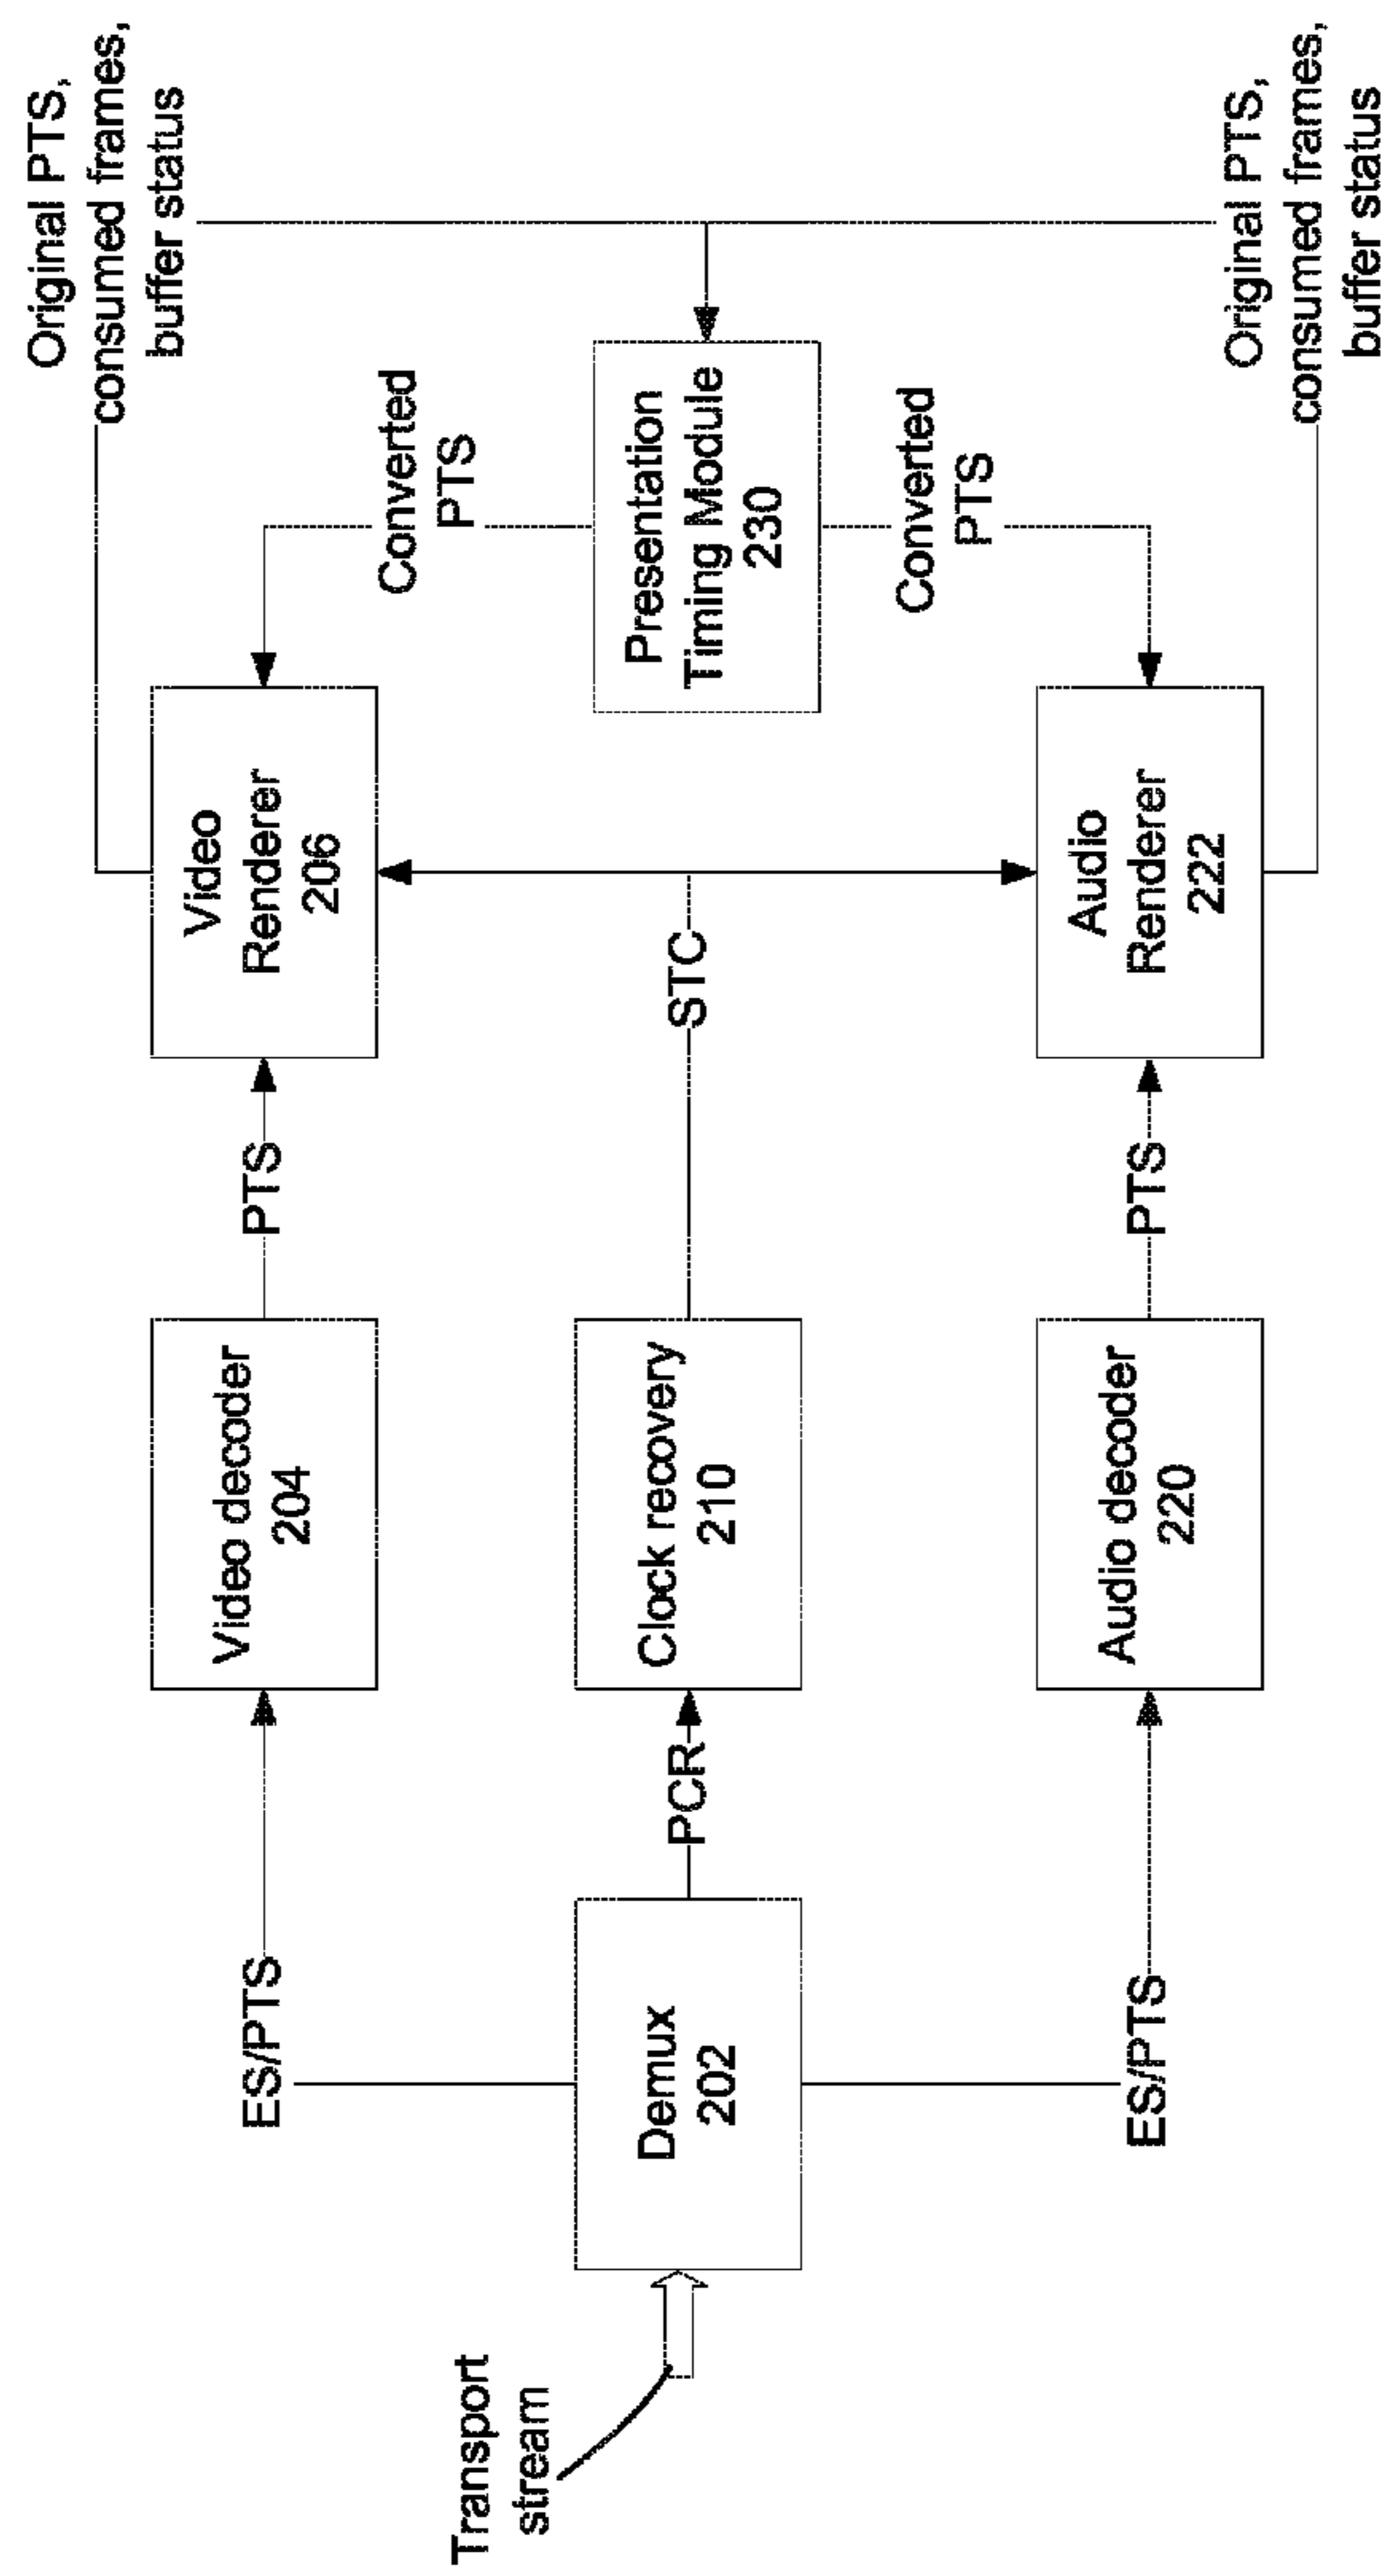 Transport
stream
Demux
202
ES/PTS
PCR
ES/PTS
Video decoder
204
Clock recovery
210
Audio decoder
220
PTS
STC
PTS
Video
Renderer
206
Audio
Renderer
222
Converted
PTS
Presentation
Timing Module
230
Converted
PTS
Original PTS,
consumed frames,
buffer status
Original PTS,
consumed frames,
buffer status